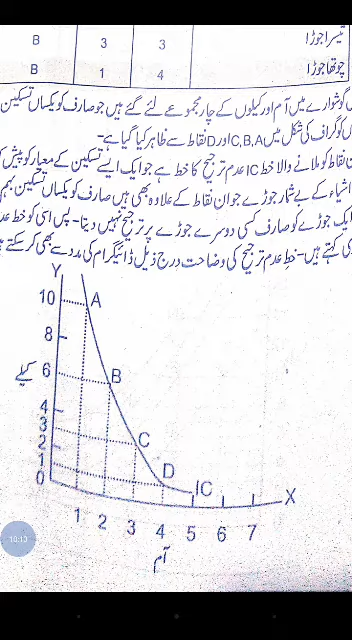 تیسرا جوڑا 3 3 B
چوتھا جوڑا 4 1 B
گوشوارے میں آم اور کیلوں کے چار مجموعے لئے گئے ہیں جو صارف کو یکساں تسکین
کو گراف کی شکل میں A،B،C اور D نقاط سے ظاہر کیا گیا ہے۔
نقاط کو ملانے والا خط IC عدم ترجیح کا خط ہے جو ایک ایسے تسکین کے معیار کو پیش
اشیاء کے بے شمار جوڑے جو ان نقاط کے علاوہ بھی ہیں صارف کو یکساں تسکین
ایک جوڑے کو صارف کسی دوسرے جوڑے پر ترجیح نہیں دیتا۔ پس اسی کو خط
کہتے ہیں۔ خط عدم ترجیح کی وضاحت درج ذیل ڈائیگرام کی مدد سے بھی کر سکتے
Y
10 A
8
کیلے 6 B
4
3
2 C
1 D
0 IC
X
1 2 3 4 5 6 7
آم
10:13